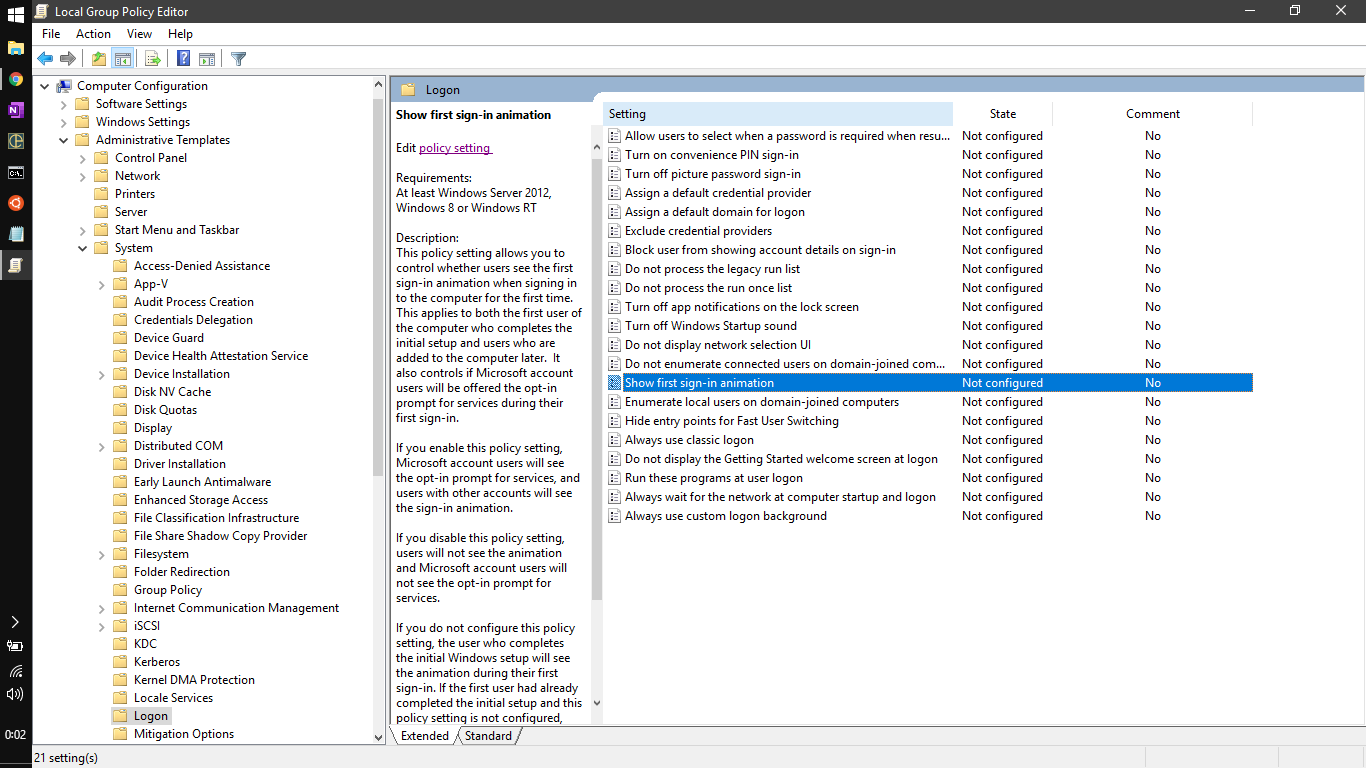 Local Group Policy Editor
File Action View Help
Computer Configuration
Software Settings
Windows Settings
Administrative Templates
Control Panel
Network
Printers
Server
Start Menu and Taskbar
System
Access-Denied Assistance
App-V
Audit Process Creation
Credentials Delegation
Device Guard
Device Health Attestation Service
Device Installation
Disk NV Cache
Disk Quotas
Display
Distributed COM
Driver Installation
Early Launch Antimalware
Enhanced Storage Access
File Classification Infrastructure
File Share Shadow Copy Provider
Filesystem
Folder Redirection
Group Policy
Internet Communication Management
iSCSI
KDC
Kerberos
Kernel DMA Protection
Locale Services
Logon
Mitigation Options
Logon
Show first sign-in animation
Edit policy setting
Requirements:
At least Windows Server 2012,
Windows 8 or Windows RT
Description:
This policy setting allows you to
control whether users see the first
sign-in animation when signing in
to the computer for the first time.
This applies to both the first user of
the computer who completes the
initial setup and users who are
added to the computer later. It
also controls if Microsoft account
users will be offered the opt-in
prompt for services during their
first sign-in.
If you enable this policy setting,
Microsoft account users will see
the opt-in prompt for services, and
users with other accounts will see
the sign-in animation.
If you disable this policy setting,
users will not see the animation
and Microsoft account users will
not see the opt-in prompt for
services.
If you do not configure this policy
setting, the user who completes
the initial Windows setup will see
the animation during their first
sign-in. If the first user had already
completed the initial setup and this
policy setting is not configured,
Setting State Comment
Allow users to select when a password is required when resu... Not configured No
Turn on convenience PIN sign-in Not configured No
Turn off picture password sign-in Not configured No
Assign a default credential provider Not configured No
Assign a default domain for logon Not configured No
Exclude credential providers Not configured No
Block user from showing account details on sign-in Not configured No
Do not process the legacy run list Not configured No
Do not process the run once list Not configured No
Turn off app notifications on the lock screen Not configured No
Turn off Windows Startup sound Not configured No
Do not display network selection UI Not configured No
Do not enumerate connected users on domain-joined com... Not configured No
Show first sign-in animation Not configured No
Enumerate local users on domain-joined computers Not configured No
Hide entry points for Fast User Switching Not configured No
Always use classic logon Not configured No
Do not display the Getting Started welcome screen at logon Not configured No
Run these programs at user logon Not configured No
Always wait for the network at computer startup and logon Not configured No
Always use custom logon background Not configured No
Extended Standard
21 setting(s)
0:02